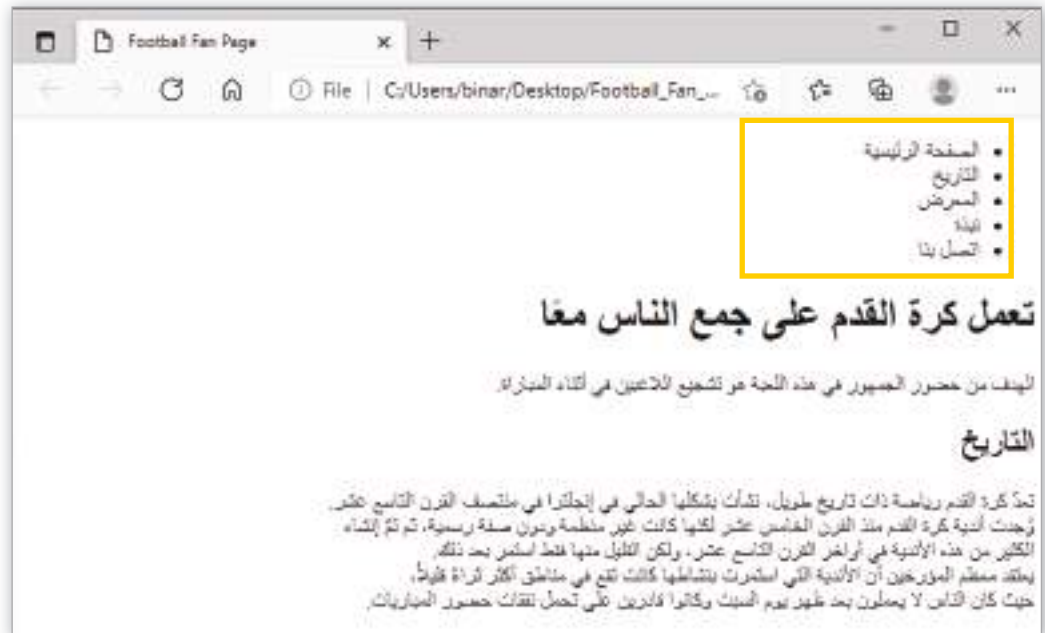 Football Fan Page
File | C:/Users/binar/Desktop/Football_Fan_...
الصفحة الرئيسية
التاريخ
المعرض
نبذة
اتصل بنا
تعمل كرة القدم على جمع الناس معًا
الهدف من حضور الجمهور في هذه اللعبة هو تشجيع اللاعبين في أثناء المباراة.
التاريخ
تعدّ كرة القدم رياضة ذات تاريخ طويل، نشأت بشكلها الحالي في إنجلترا في منتصف القرن التاسع عشر.
وُجدت أندية كرة القدم منذ القرن الخامس عشر لكنها كانت غير منظمة وبدون صفة رسمية، ثم تمّ إنشاء
الكثير من هذه الأندية في أواخر القرن التاسع عشر، ولكن القليل منها فقط استمر بعد ذلك.
يعتقد معظم المؤرخين أن الأندية التي استمرت بنشاطها كانت تقع في مناطق أكثر ثراءً قليلاً،
حيث كان الناس لا يعملون بعد ظهر يوم السبت وكانوا قادرين على تحمل نفقات حضور المباريات.